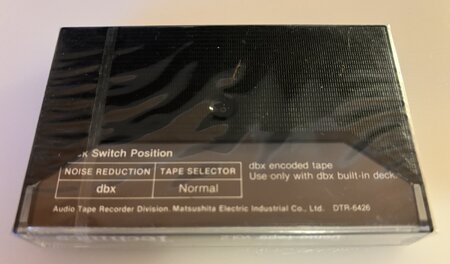 Switch Position
NOISE REDUCTION TAPE SELECTOR
dbx Normal
dbx encoded tape
Use only with dbx built-in deck
Audio Tape Recorder Division. Matsushita Electric Industrial Co., Ltd. DTR-6426